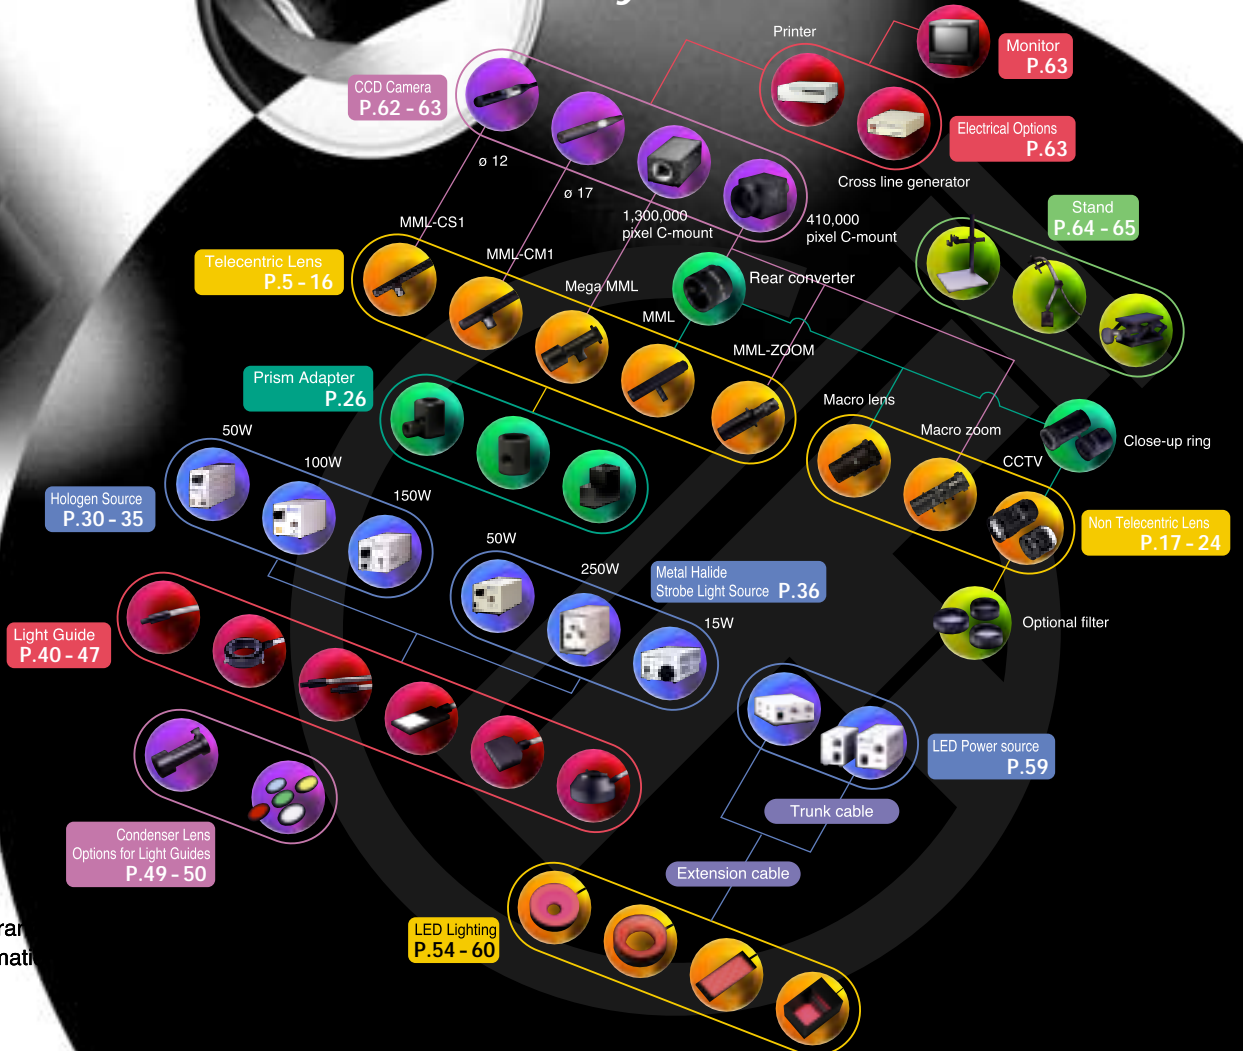 Printer
Monitor
P.63
CCD Camera
P.62 - 63
Electrical Options
P.63
ø 12
Cross line generator
ø 17
1,300,000
pixel C-mount
410,000
pixel C-mount
Stand
P.64 - 65
MML-CS1
Telecentric Lens
P.5 - 16
MML-CM1
Mega MML
Rear converter
MML
MML-ZOOM
Prism Adapter
P.26
Macro lens
Macro zoom
CCTV
Close-up ring
50W
100W
150W
Hologen Source
P.30 - 35
Non Telecentric Lens
P.17 - 24
50W
250W
Metal Halide
Strobe Light Source P.36
15W
Optional filter
Light Guide
P.40 - 47
LED Power source
P.59
Trunk cable
Condenser Lens
Options for Light Guides
P.49 - 50
Extension cable
LED Lighting
P.54 - 60